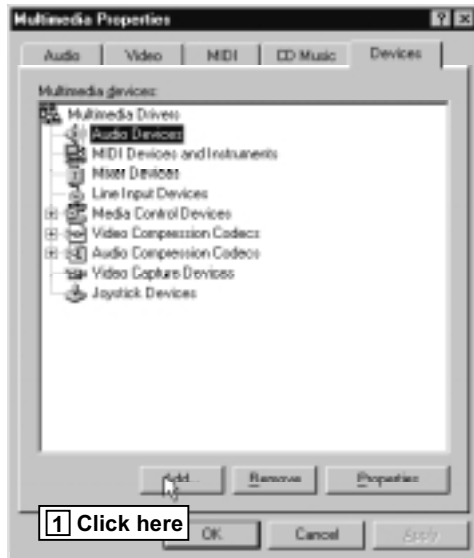 Multimedia Properties
Audio Video MIDI CD Music Devices
Multimedia devices:
Multimedia Drivers
Audio Devices
MIDI Devices and Instruments
Mixer Devices
Line Input Devices
Media Control Devices
Video Compression Codecs
Audio Compression Codecs
Video Capture Devices
Joystick Devices
Add... Remove Properties
1 Click here
OK Cancel Apply